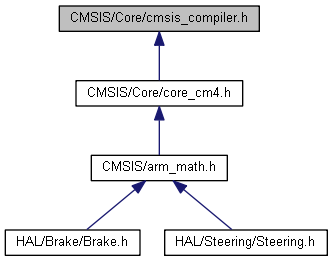 CMSIS/Core/cmsis_compiler.h
CMSIS/Core/core_cm4.h
CMSIS/arm_math.h
HAL/Brake/Brake.h
HAL/Steering/Steering.h